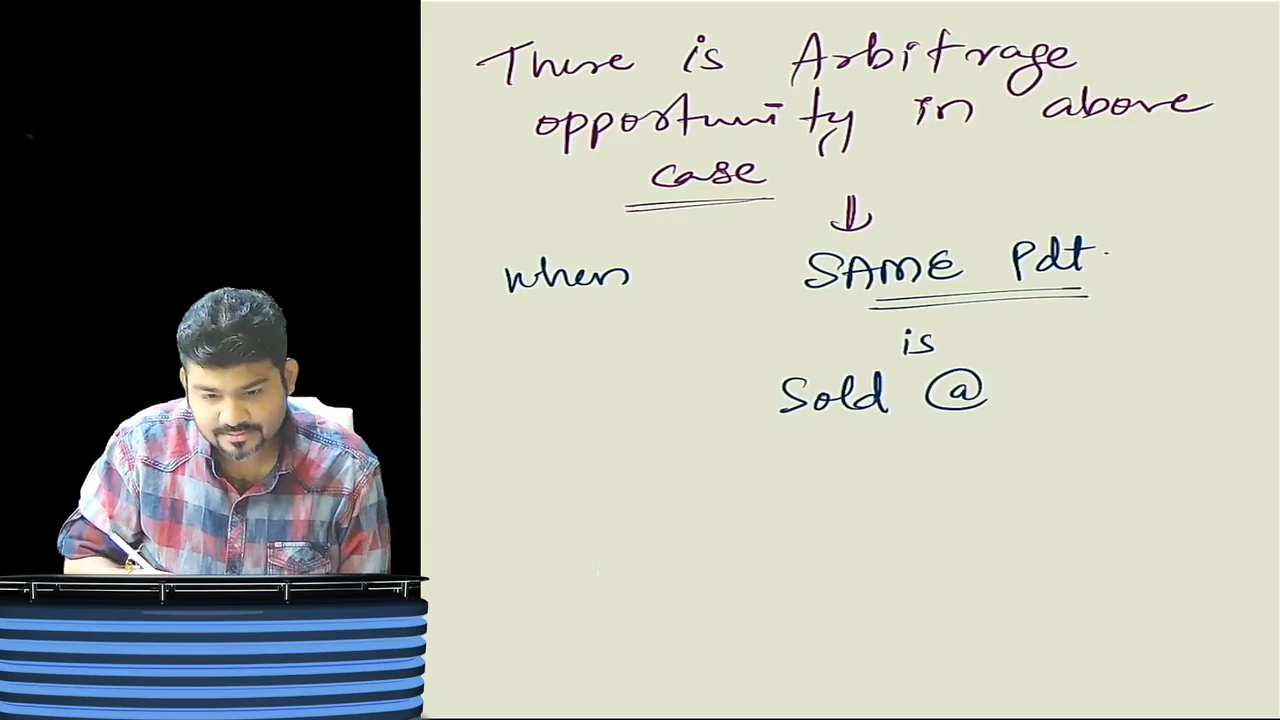 There is Arbitrage
opportunity in above
case
when SAME Pdt.
is
Sold @